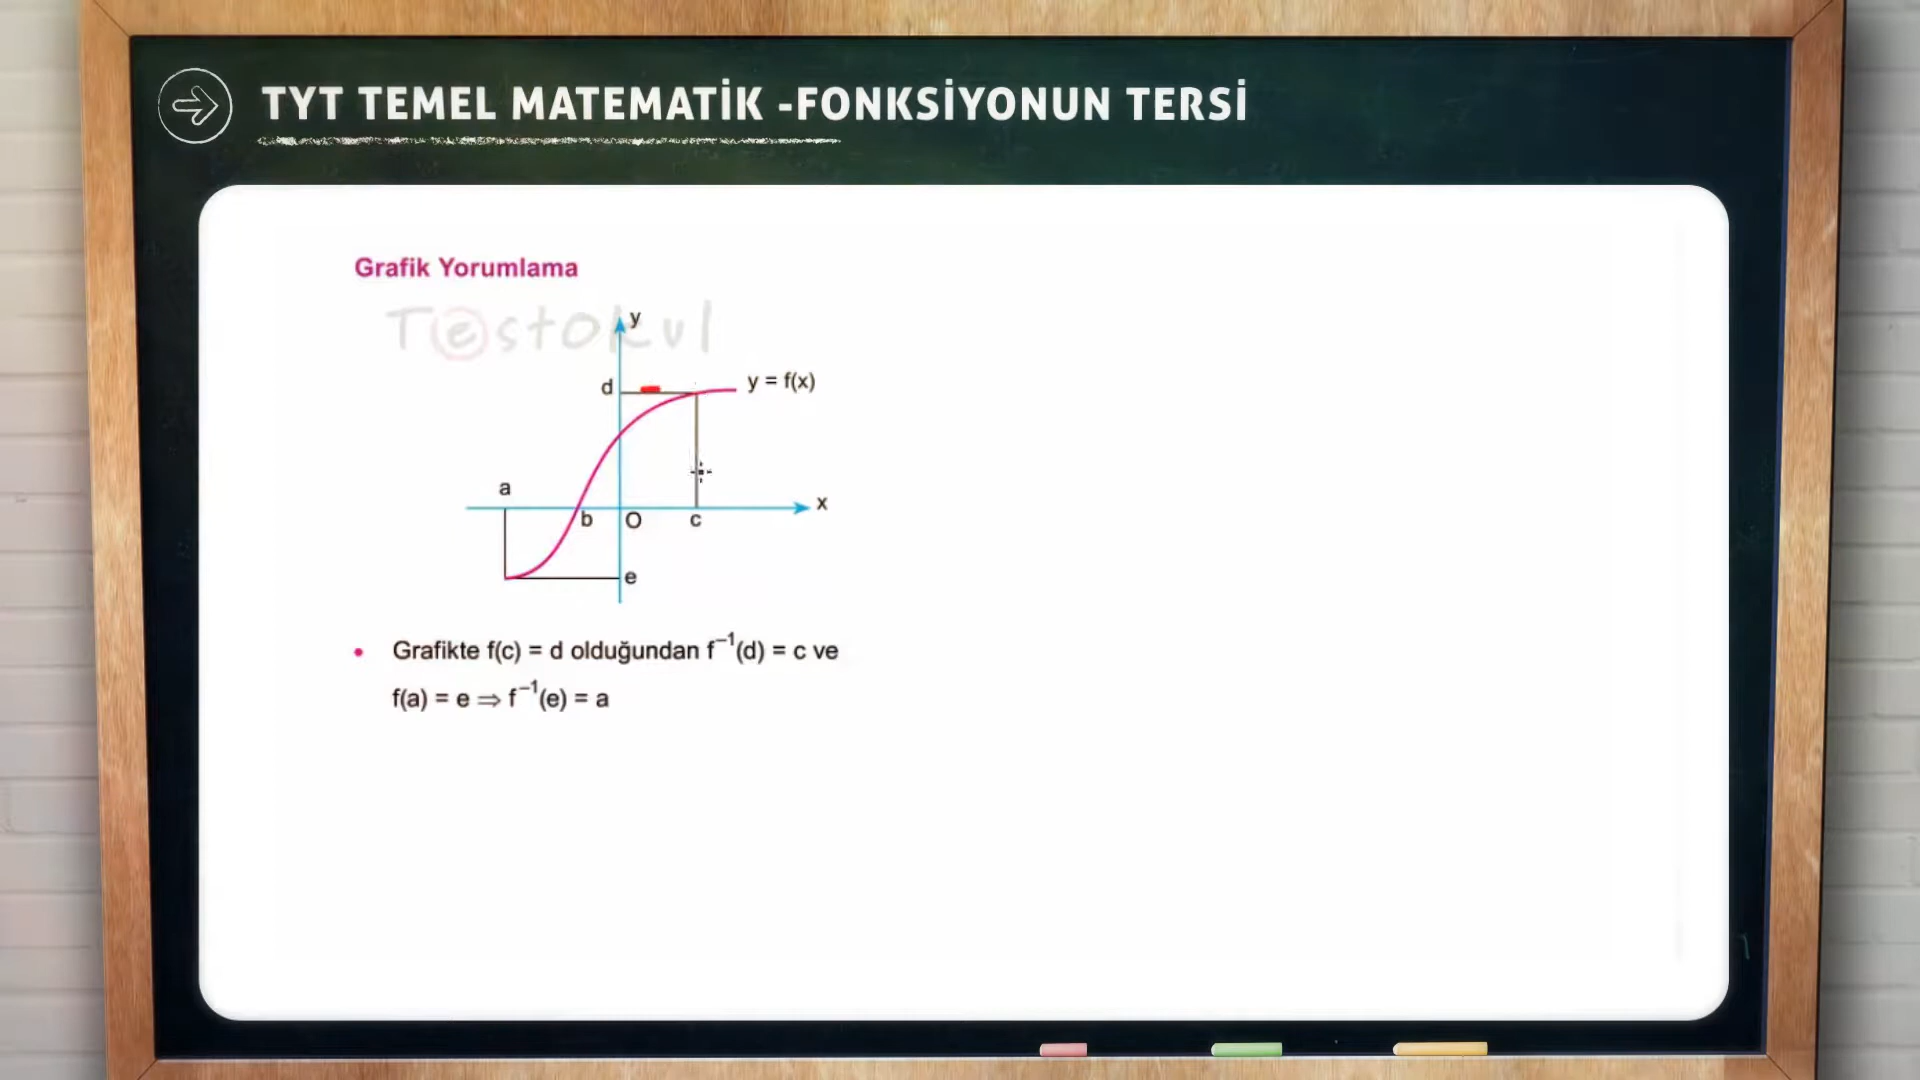 TYT TEMEL MATEMATİK -FONKSİYONUN TERSİ
Grafik Yorumlama
Testokul
y
d
y = f(x)
a
x
b
O
c
e
• Grafikte f(c) = d olduğundan f⁻¹(d) = c ve
f(a) = e ⇒ f⁻¹(e) = a